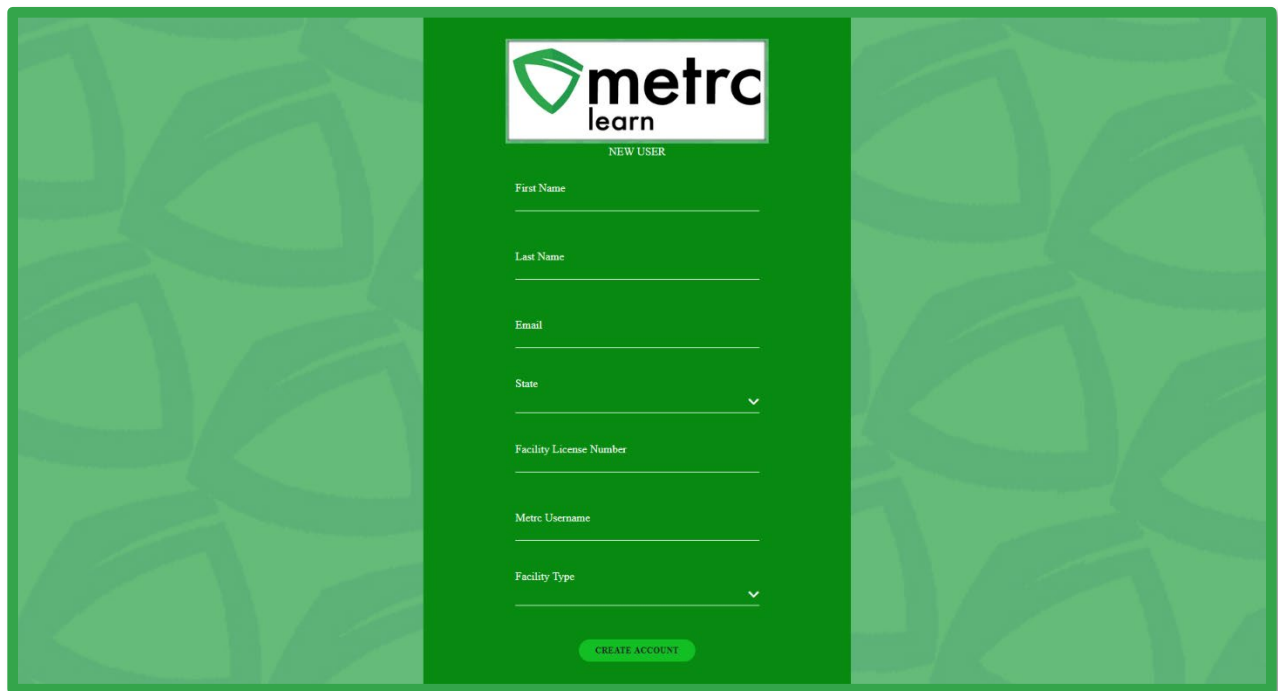 metrc
learn
NEW USER
First Name
Last Name
Email
State
Facility License Number
Metrc Username
Facility Type
CREATE ACCOUNT